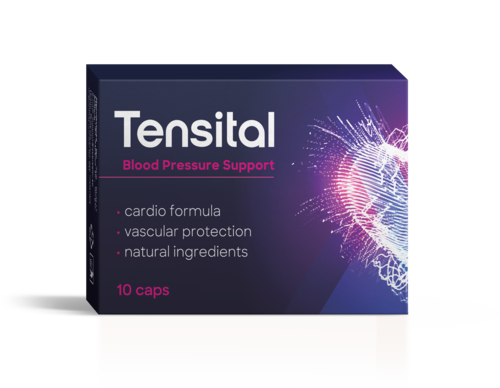 Tensital
Blood Pressure Support
• cardio formula
• vascular protection
• natural ingredients
10 caps